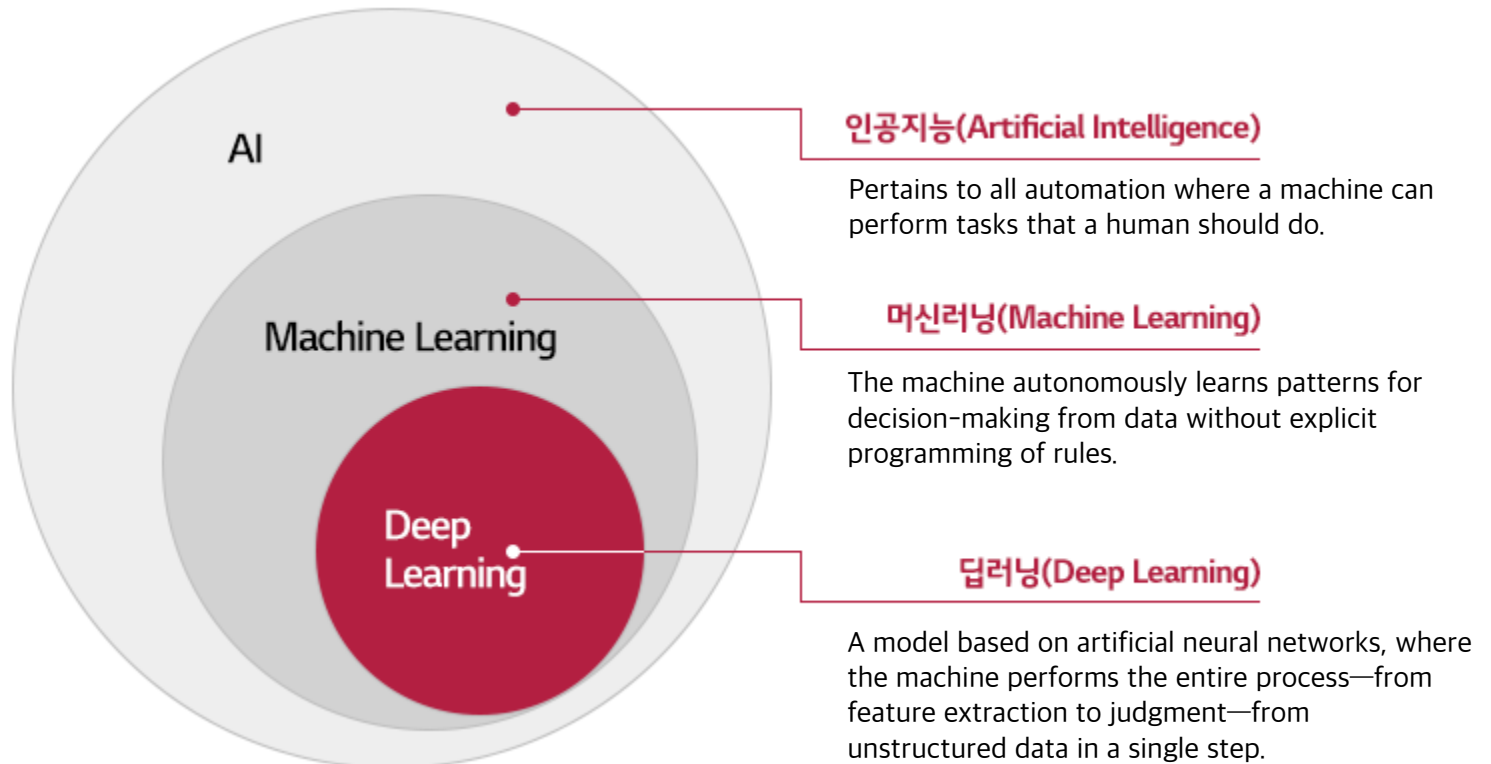 AI
Machine Learning
Deep
Learning
인공지능(Artificial Intelligence)
Pertains to all automation where a machine can
perform tasks that a human should do.
머신러닝(Machine Learning)
The machine autonomously learns patterns for
decision-making from data without explicit
programming of rules.
딥러닝(Deep Learning)
A model based on artificial neural networks, where
the machine performs the entire process—from
feature extraction to judgment—from
unstructured data in a single step.